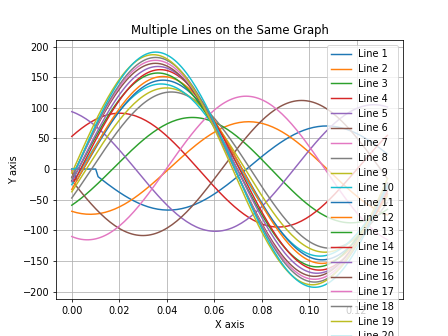 Multiple Lines on the Same Graph
200
150
100
50
0
−50
−100
−150
−200
Y axis
0.00
0.02
0.04
0.06
0.08
0.10
X axis
Line 1
Line 2
Line 3
Line 4
Line 5
Line 6
Line 7
Line 8
Line 9
Line 10
Line 12
Line 13
Line 14
Line 15
Line 16
Line 17
Line 18
Line 19
Line 20